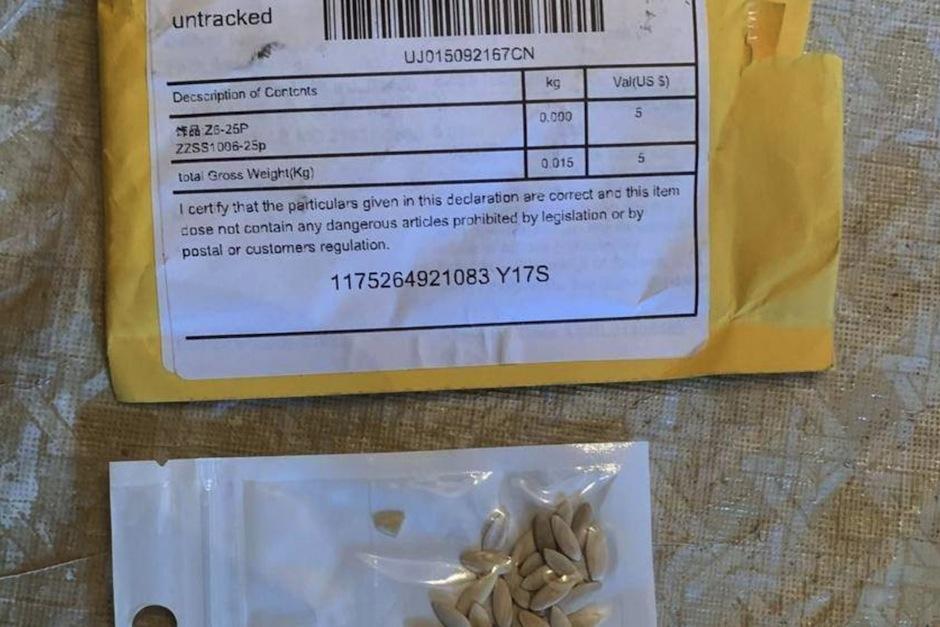 untracked
UJ015092167CN
Decscription of Contents kg Val(US $)
饰品 Z6-25P 0.000 5
ZZSS1006-25p
total Gross Weight(Kg) 0.015 5
I certify that the particulars given in this declaration are correct and this item
dose not contain any dangerous articles prohibited by legislation or by
postal or customers regulation.
1175264921083 Y17S